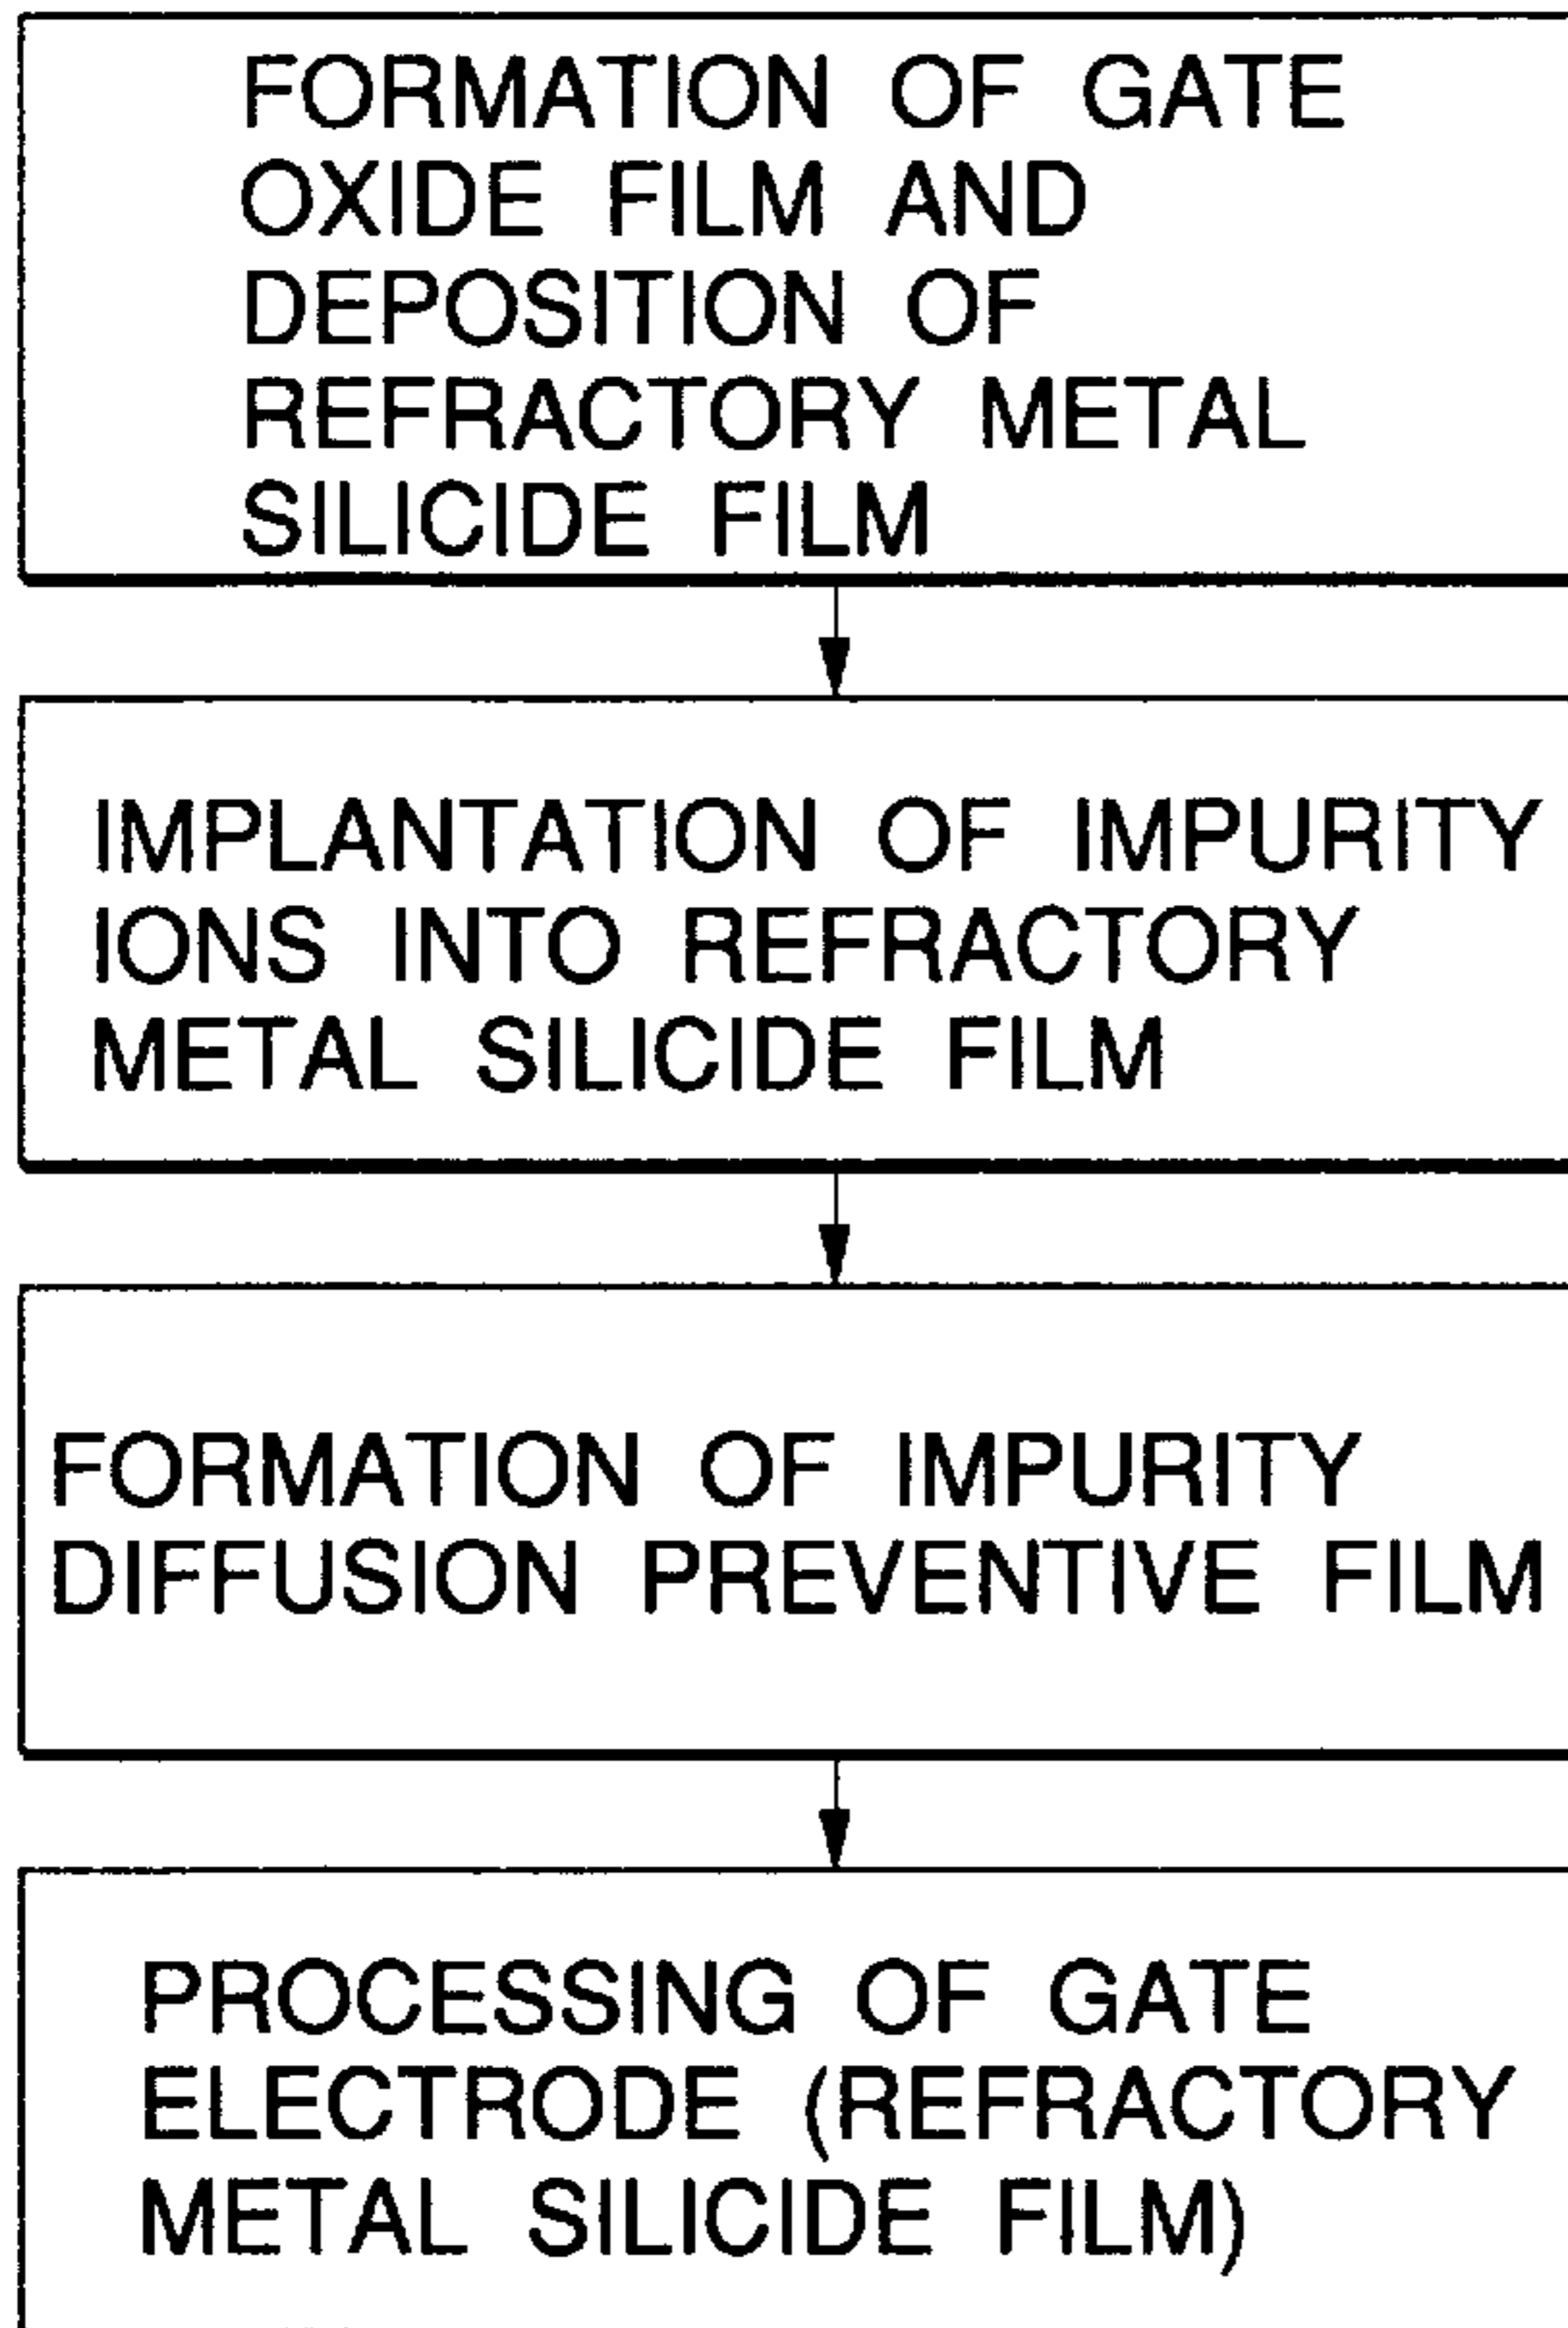 FORMATION OF GATE
OXIDE FILM AND
DEPOSITION OF
REFRACTORY METAL
SILICIDE FILM
IMPLANTATION OF IMPURITY
IONS INTO REFRACTORY
METAL SILICIDE FILM
FORMATION OF IMPURITY
DIFFUSION PREVENTIVE FILM
PROCESSING OF GATE
ELECTRODE (REFRACTORY
METAL SILICIDE FILM)